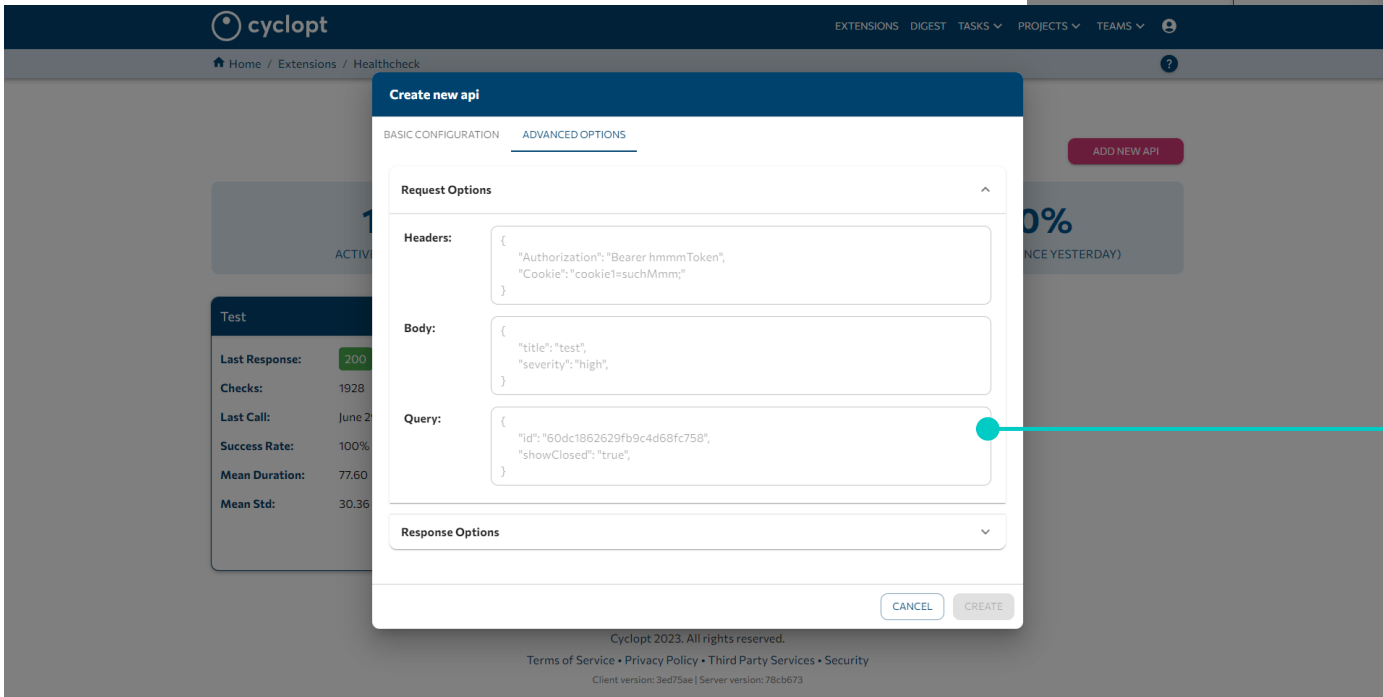 cyclopt
EXTENSIONS DIGEST TASKS PROJECTS TEAMS
Home / Extensions / Healthcheck
?
Create new api
BASIC CONFIGURATION ADVANCED OPTIONS
ADD NEW API
Request Options
0%
ACTIVE
NCE YESTERDAY)
Headers:
{
"Authorization": "Bearer hmmmToken",
"Cookie": "cookie1=suchMmm;"
}
Test
Body:
{
"title": "test",
"severity": "high",
}
Last Response: 200
Checks: 1928
Last Call: June 2
Success Rate: 100%
Mean Duration: 77.60
Mean Std: 30.36
Query:
{
"id": "60dc1862629fb9c4d68fc758",
"showClosed": "true",
}
Response Options
CANCEL CREATE
Cyclopt 2023. All rights reserved.
Terms of Service • Privacy Policy • Third Party Services • Security
Client version: 3ed75ae | Server version: 78cb673